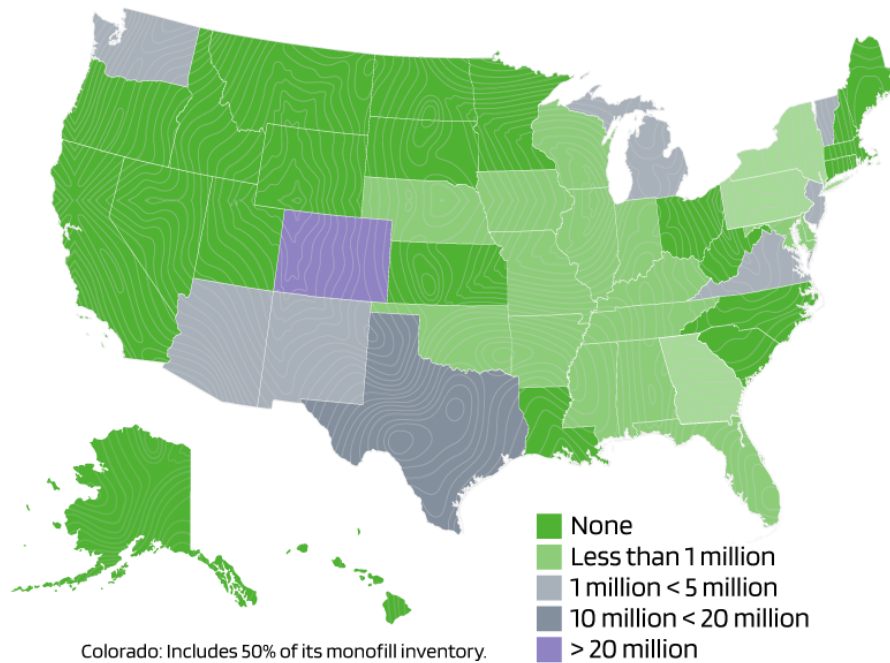 None
Less than 1 million
1 million < 5 million
10 million < 20 million
> 20 million
Colorado: Includes 50% of its monofill inventory.